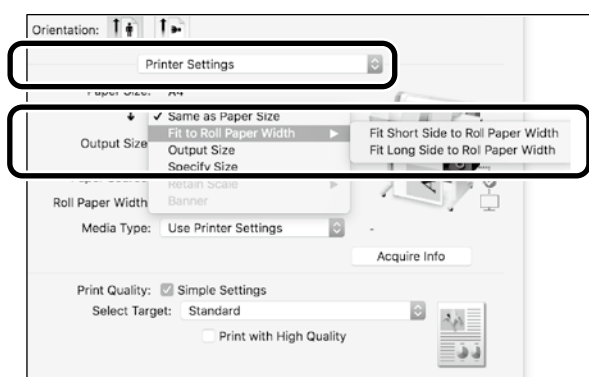 Orientation:
Printer Settings
Paper Size: A4
✓ Same as Paper Size
Fit to Roll Paper Width
Fit Short Side to Roll Paper Width
Output Size
Output Size
Fit Long Side to Roll Paper Width
Specify Size
Retain Scale
Roll Paper Width
Banner
Media Type: Use Printer Settings
-
Acquire Info
Print Quality: Simple Settings
Select Target: Standard
Print with High Quality